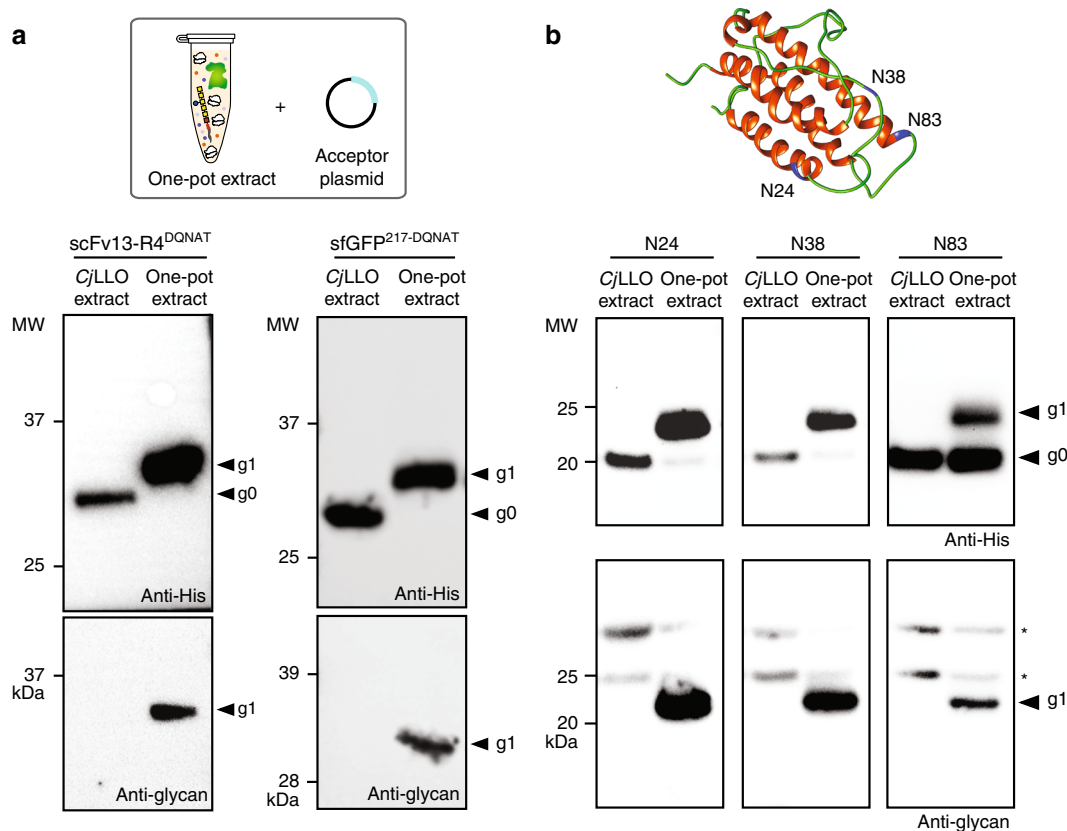 a
One-pot extract
+
Acceptor
plasmid
scFv13-R4DQNAT
CjLLO
extract
One-pot
extract
MW
37
25
g1
g0
Anti-His
37
kDa
g1
Anti-glycan
sfGFP217-DQNAT
CjLLO
extract
One-pot
extract
MW
37
25
g1
g0
Anti-His
39
28
kDa
g1
Anti-glycan
b
N38
N83
N24
N24
N38
N83
CjLLO
extract
One-pot
extract
CjLLO
extract
One-pot
extract
CjLLO
extract
One-pot
extract
MW
25
20
g1
g0
Anti-His
25
20
kDa
*
*
g1
Anti-glycan